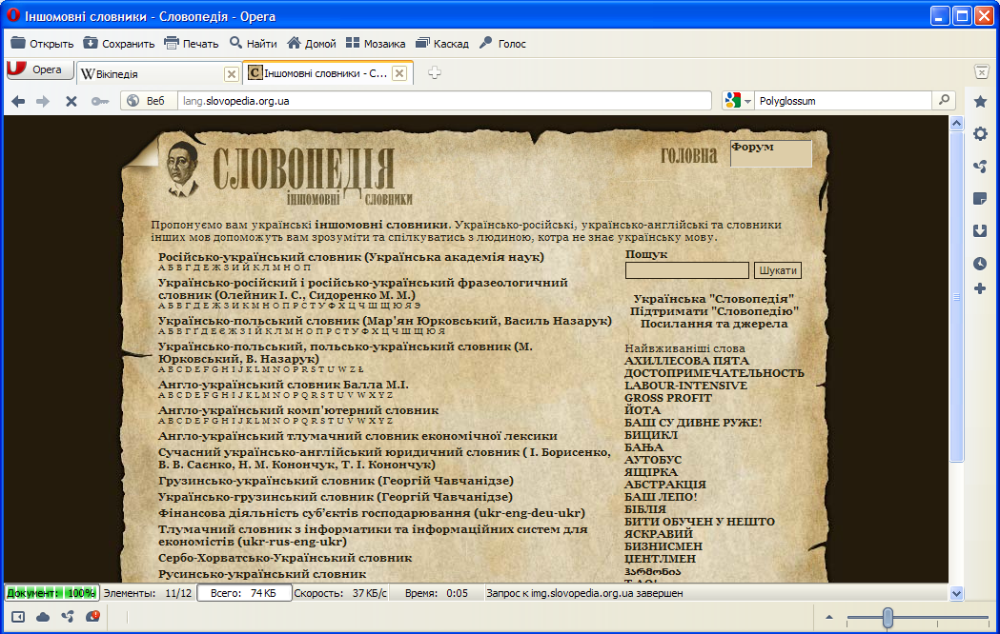 Іншомовні словники - Словопедія - Opera
Открыть Сохранить Печать Найти Домой Мозаика Каскад Голос
Opera Вікіпедія Іншомовні словники - С...
Веб lang.slovopedia.org.ua Polyglossum
СЛОВОПЕДІЯ
іншомовні словники
головна Форум
Пропонуємо вам українські іншомовні словники. Українсько-російські, українсько-англійські та словники
інших мов допоможуть вам зрозуміти та спілкуватись з людиною, котра не знає українську мову.
Російсько-український словник (Українська академія наук)
А Б В Г Д Е Ж З И Й К Л М Н О П
Українсько-російский і російсько-український фразеологичний
словник (Олейник І. С., Сидоренко М. М.)
А Б В Г Д Е Ж З И К М Н О П Р С Т У Ф Х Ц Ч Ш Щ Ю Я Э
Українсько-польський словник (Мар'ян Юрковський, Василь Назарук)
А Б В Г Ґ Д Е Є Ж З И Й І К Л М Н О П Р С Т У Ф Х Ц Ч Ш Щ Ю Я
Українсько-польський, польсько-український словник (М.
Юрковський, В. Назарук)
A B C D E F G H I J K L M N O P R S T U W Z Ł
Англо-український словник Балла М.І.
A B C D E F G H I J K L M N O P Q R S T U V W X Y Z
Англо-український комп'ютерний словник
A B C D E F G H I J K L M N O P Q R S T U V W X Y Z
Англо-український тлумачний словник економічної лексики
Сучасний українсько-англійський юридичний словник ( І. Борисенко,
В. В. Саєнко, Н. М. Конончук, Т. І. Конончук)
Грузинсько-український словник (Георгій Чавчанідзе)
Українсько-грузинський словник (Георгій Чавчанідзе)
Фінансова діяльність суб’єктів господарювання (ukr-eng-deu-ukr)
Тлумачний словник з інформатики та інформаційних систем для
економістів (ukr-rus-eng-ukr)
Сербо-Хорватсько-Український словник
Русинсько-український словник
Пошук
Шукати
Українська "Словопедія"
Підтримати "Словопедію"
Посилання та джерела
Найвживаніші слова
АХИЛЛЕСОВА ПЯТА
ДОСТОПРИМЕЧАТЕЛЬНОСТЬ
LABOUR-INTENSIVE
GROSS PROFIT
ЙОТА
БАШ СУ ДИВНЕ РУЖЕ!
БИЦИКЛ
БАЊА
АУТОБУС
ЯЩІРКА
АБСТРАКЦІЯ
БАШ ЛЕПО!
БІБЛІЯ
БИТИ ОБУЧЕН У НЕШТО
ЯСКРАВИЙ
БИЗНИСМЕН
ЏЕНТЛМЕН
ჰარმონია
Документ: 100% Элементы: 11/12 Всего: 74 КБ Скорость: 37 КБ/с Время: 0:05 Запрос к img.slovopedia.org.ua завершен